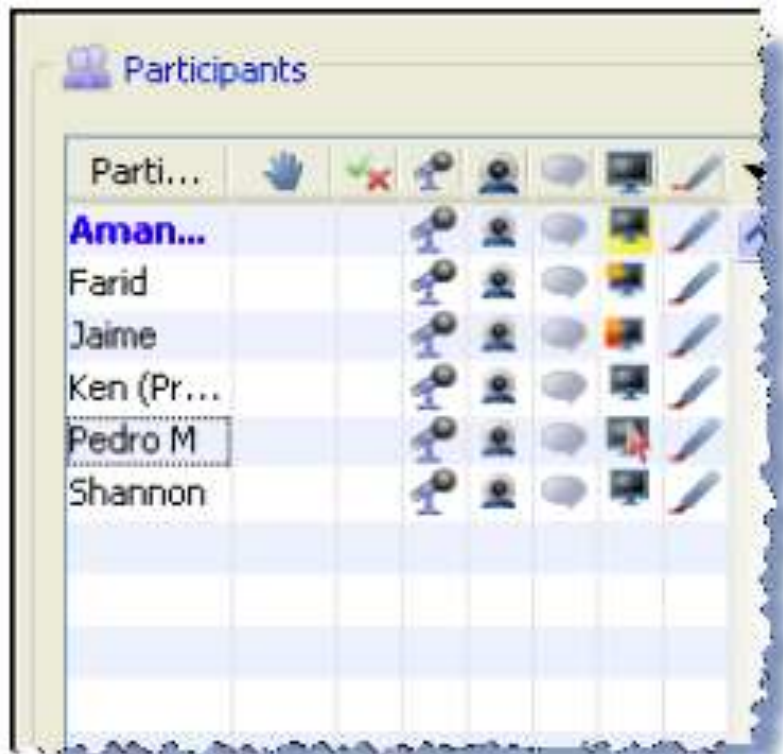 Participants
Parti...
Aman...
Farid
Jaime
Ken (Pr...
Pedro M
Shannon